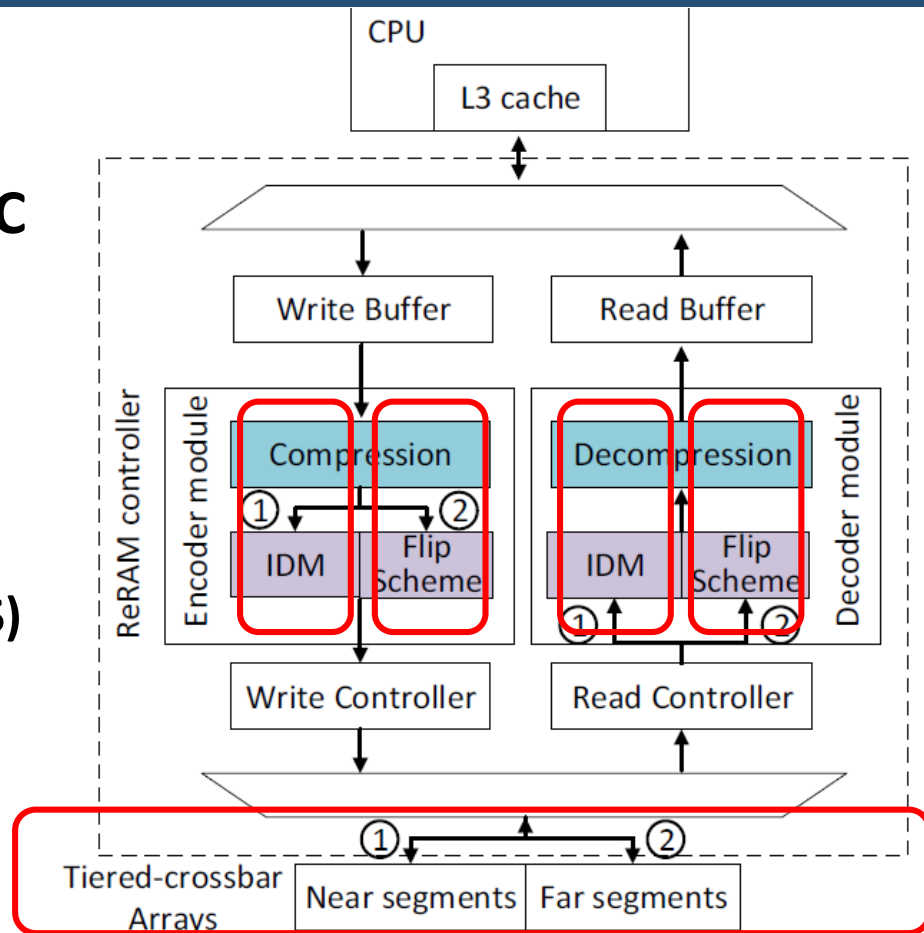 CPU
L3 cache
C
Write Buffer
Read Buffer
ReRAM controller
Encoder module
Compression
① ②
IDM
Flip
Scheme
Decompression
IDM
Flip
Scheme
① ②
Decoder module
)
Write Controller
Read Controller
① ②
Tiered-crossbar
Arrays
Near segments
Far segments